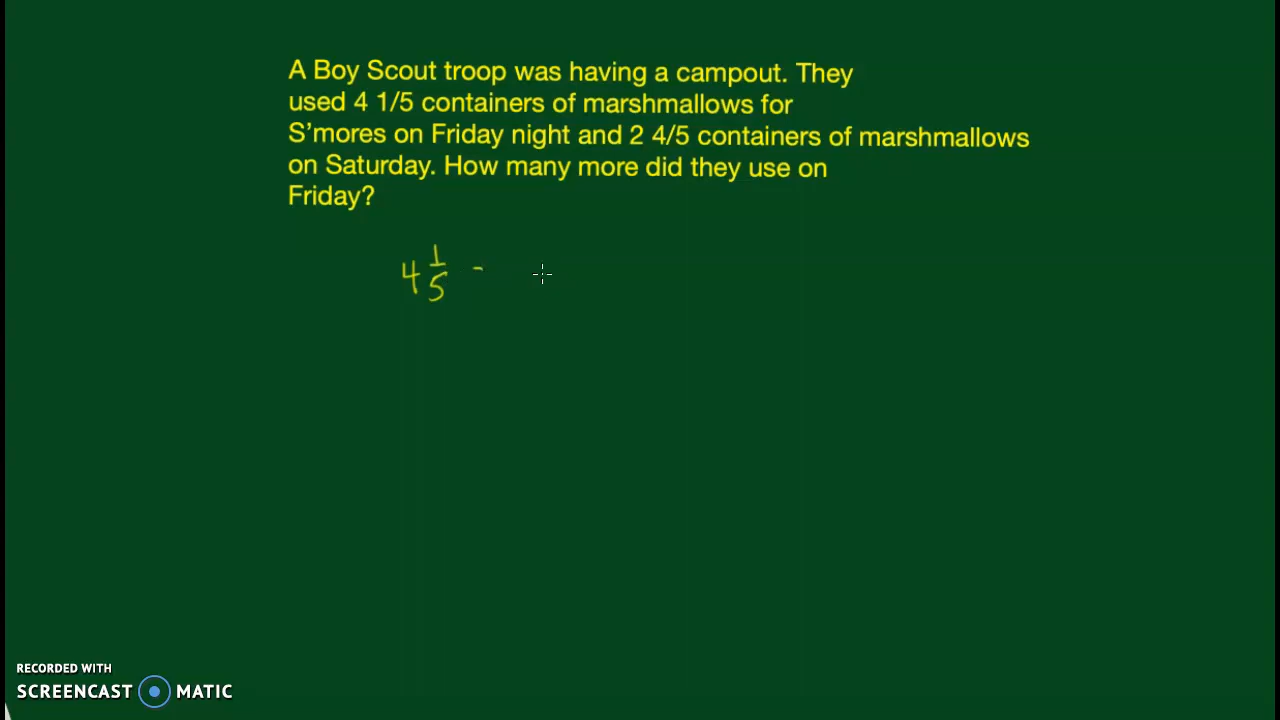 A Boy Scout troop was having a campout. They
used 4 1/5 containers of marshmallows for
S’mores on Friday night and 2 4/5 containers of marshmallows
on Saturday. How many more did they use on
Friday?
4 1/5 -
RECORDED WITH
SCREENCAST MATIC